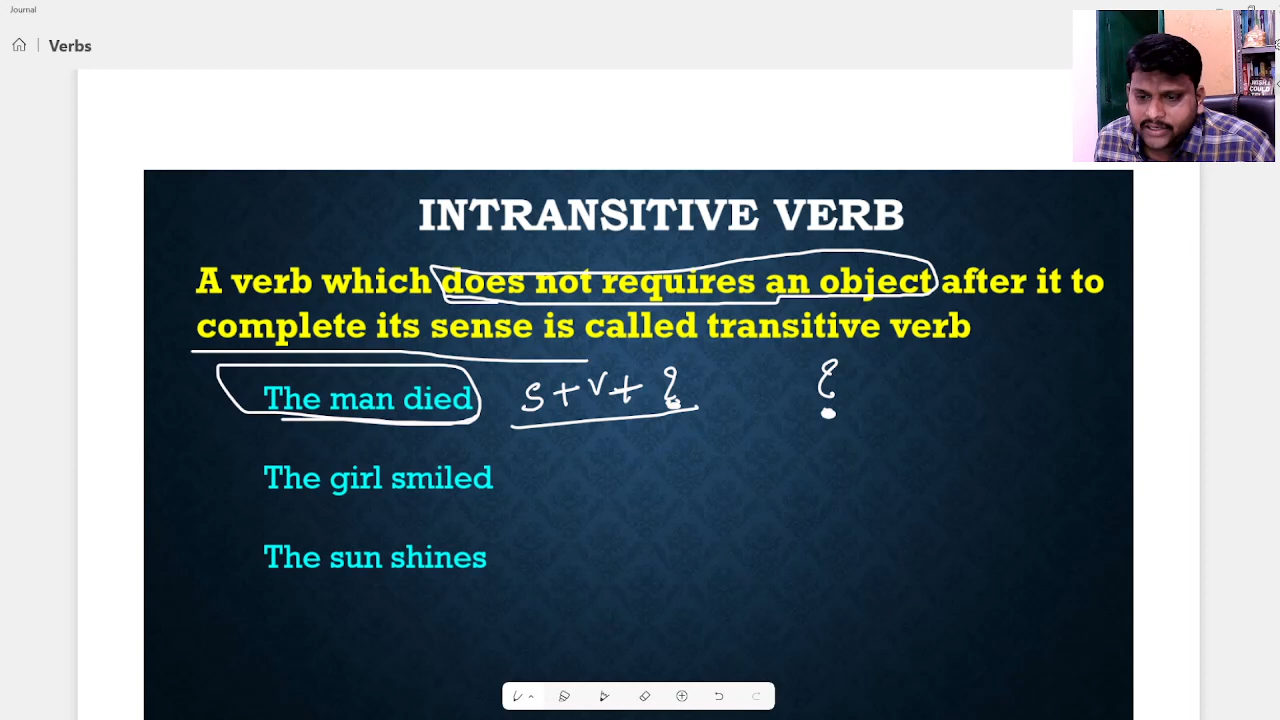 Journal
Verbs
INTRANSITIVE VERB
A verb which does not requires an object after it to
complete its sense is called transitive verb
The man died S+V+ ? ?
The girl smiled
The sun shines